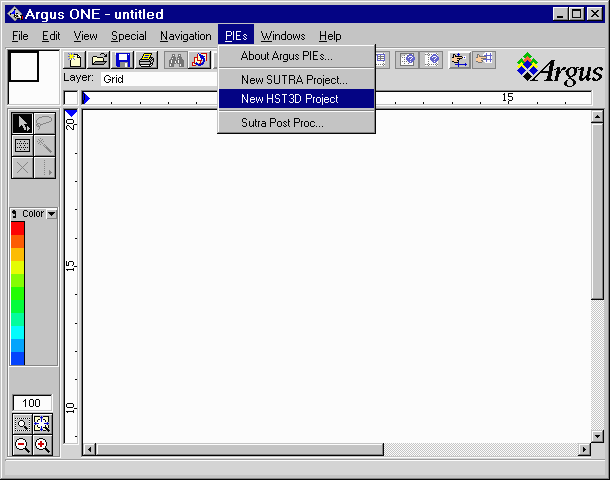 Argus ONE - untitled
File Edit View Special Navigation PIEs Windows Help
About Argus PIEs...
New SUTRA Project...
New HST3D Project
Sutra Post Proc...
Argus
Layer: Grid
15
20
15
10
Color
100